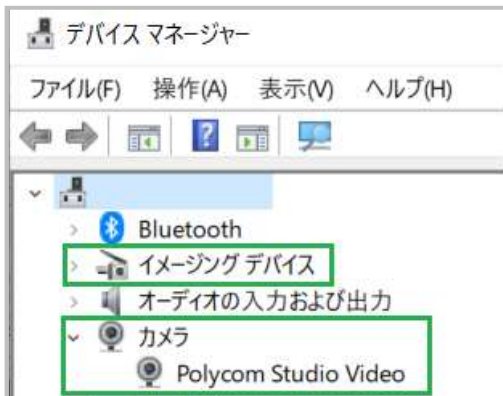 デバイス マネージャー
ファイル(F) 操作(A) 表示(V) ヘルプ(H)
Bluetooth
イメージング デバイス
オーディオの入力および出力
カメラ
Polycom Studio Video